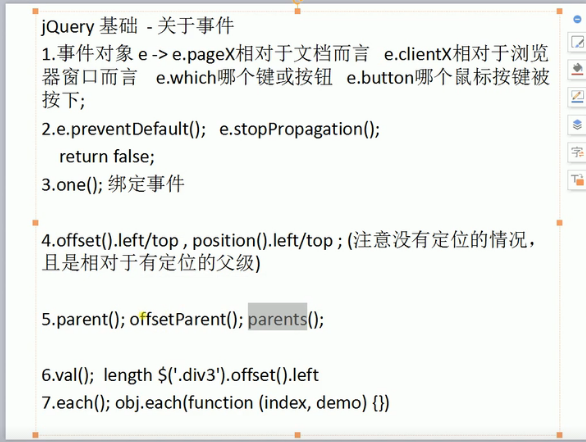 jQuery 基础  - 关于事件
1.事件对象 e -> e.pageX相对于文档而言   e.clientX相对于浏览
器窗口而言    e.which哪个键或按钮   e.button哪个鼠标按键被
按下;
2.e.preventDefault();   e.stopPropagation();
return false;
3.one(); 绑定事件
4.offset().left/top , position().left/top ; (注意没有定位的情况，
且是相对于有定位的父级)
5.parent(); offsetParent(); parents();
6.val();  length $('.div3').offset().left
7.each(); obj.each(function (index, demo) {})
字